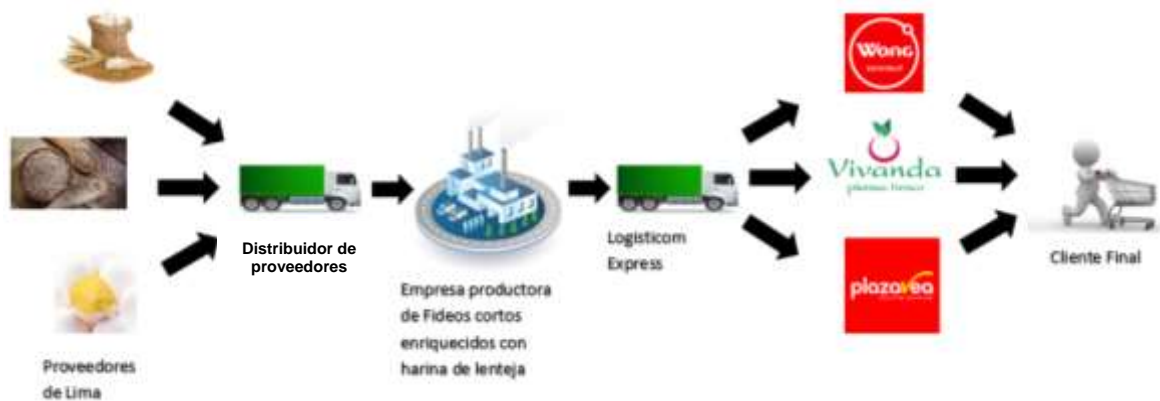 Proveedores
de Lima
Distribuidor de
proveedores
Empresa productora
de Fideos cortos
enriquecidos con
harina de lenteja
Logisticom
Express
Wong
Vivanda
plazavea
Cliente Final